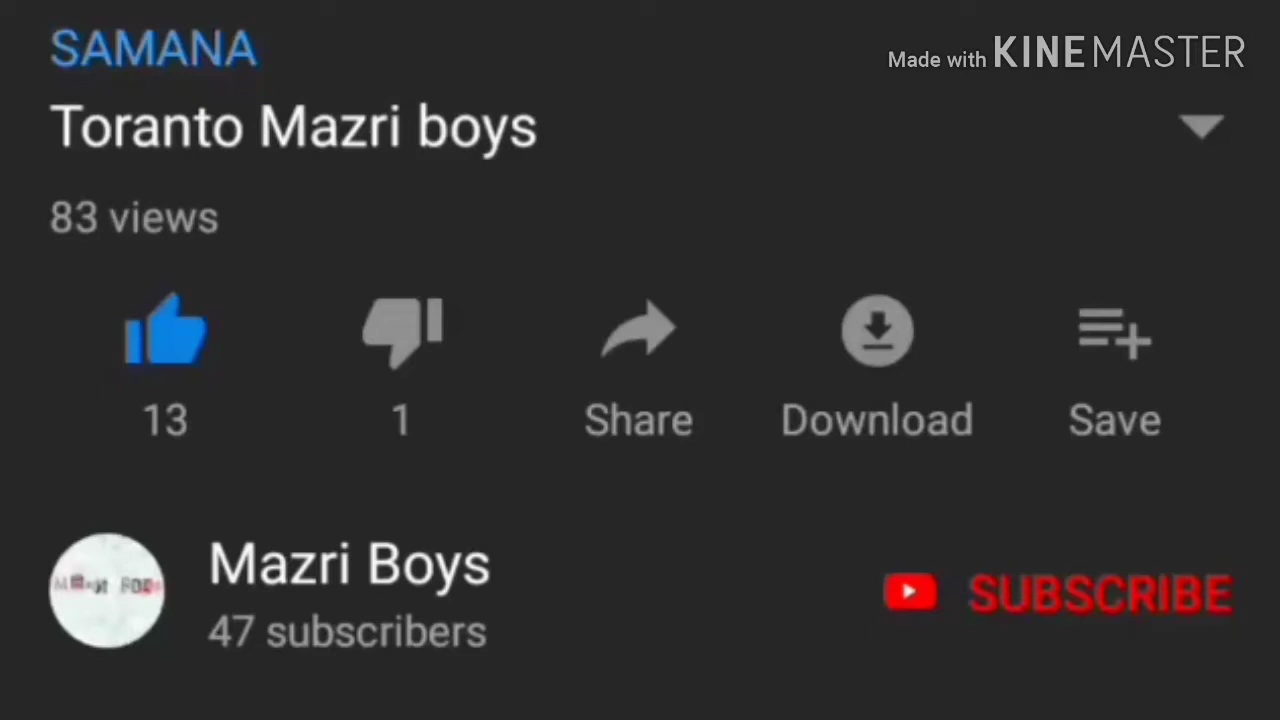 SAMANA
Made with KINEMASTER
Toranto Mazri boys
83 views
13
1
Share
Download
Save
Mazri Boys
47 subscribers
SUBSCRIBE